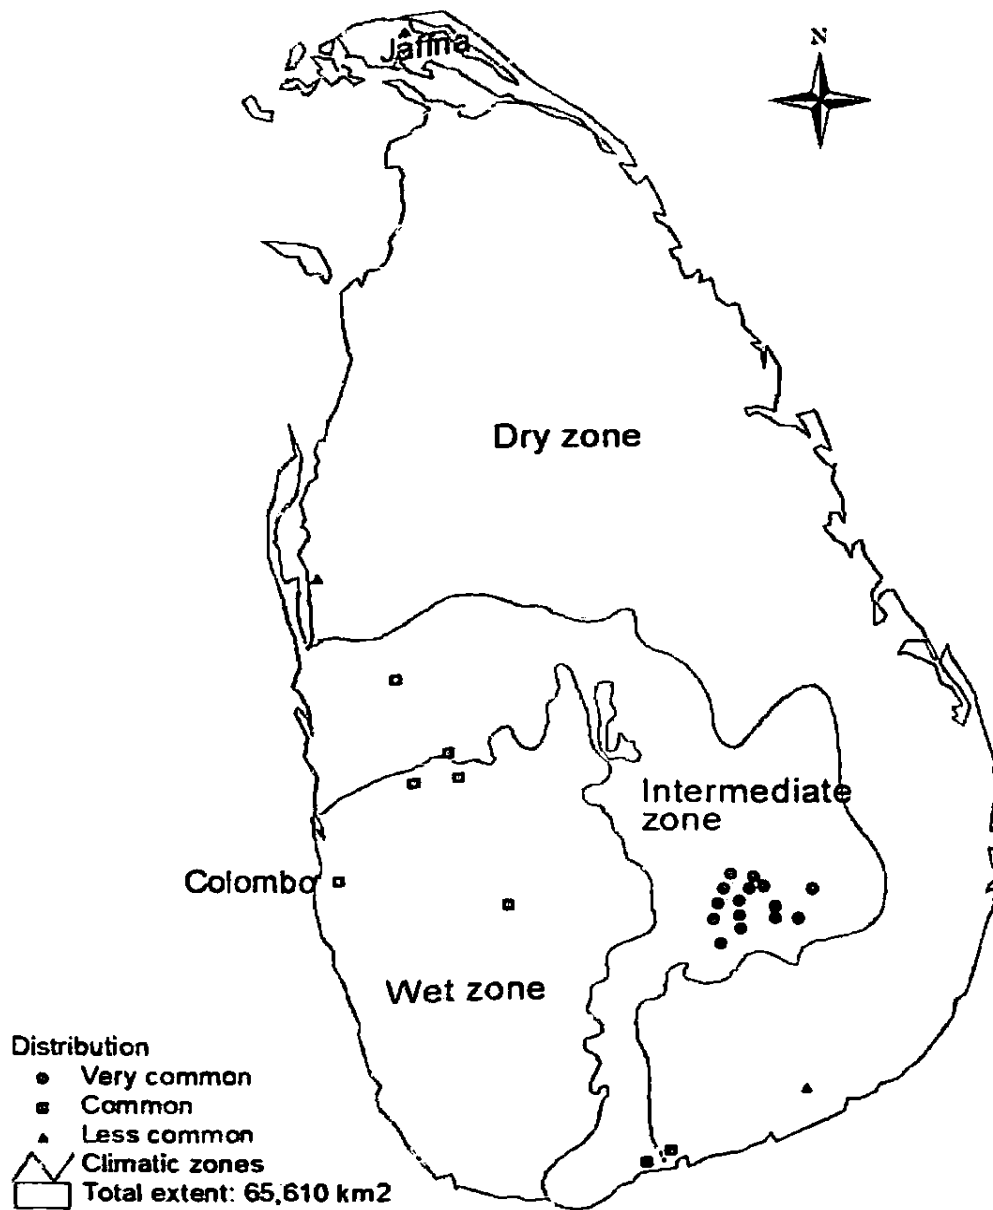 N
Jaffna
Dry zone
Intermediate
zone
Colombo
Wet zone
Distribution
Very common
Common
Less common
Climatic zones
Total extent: 65,610 km2